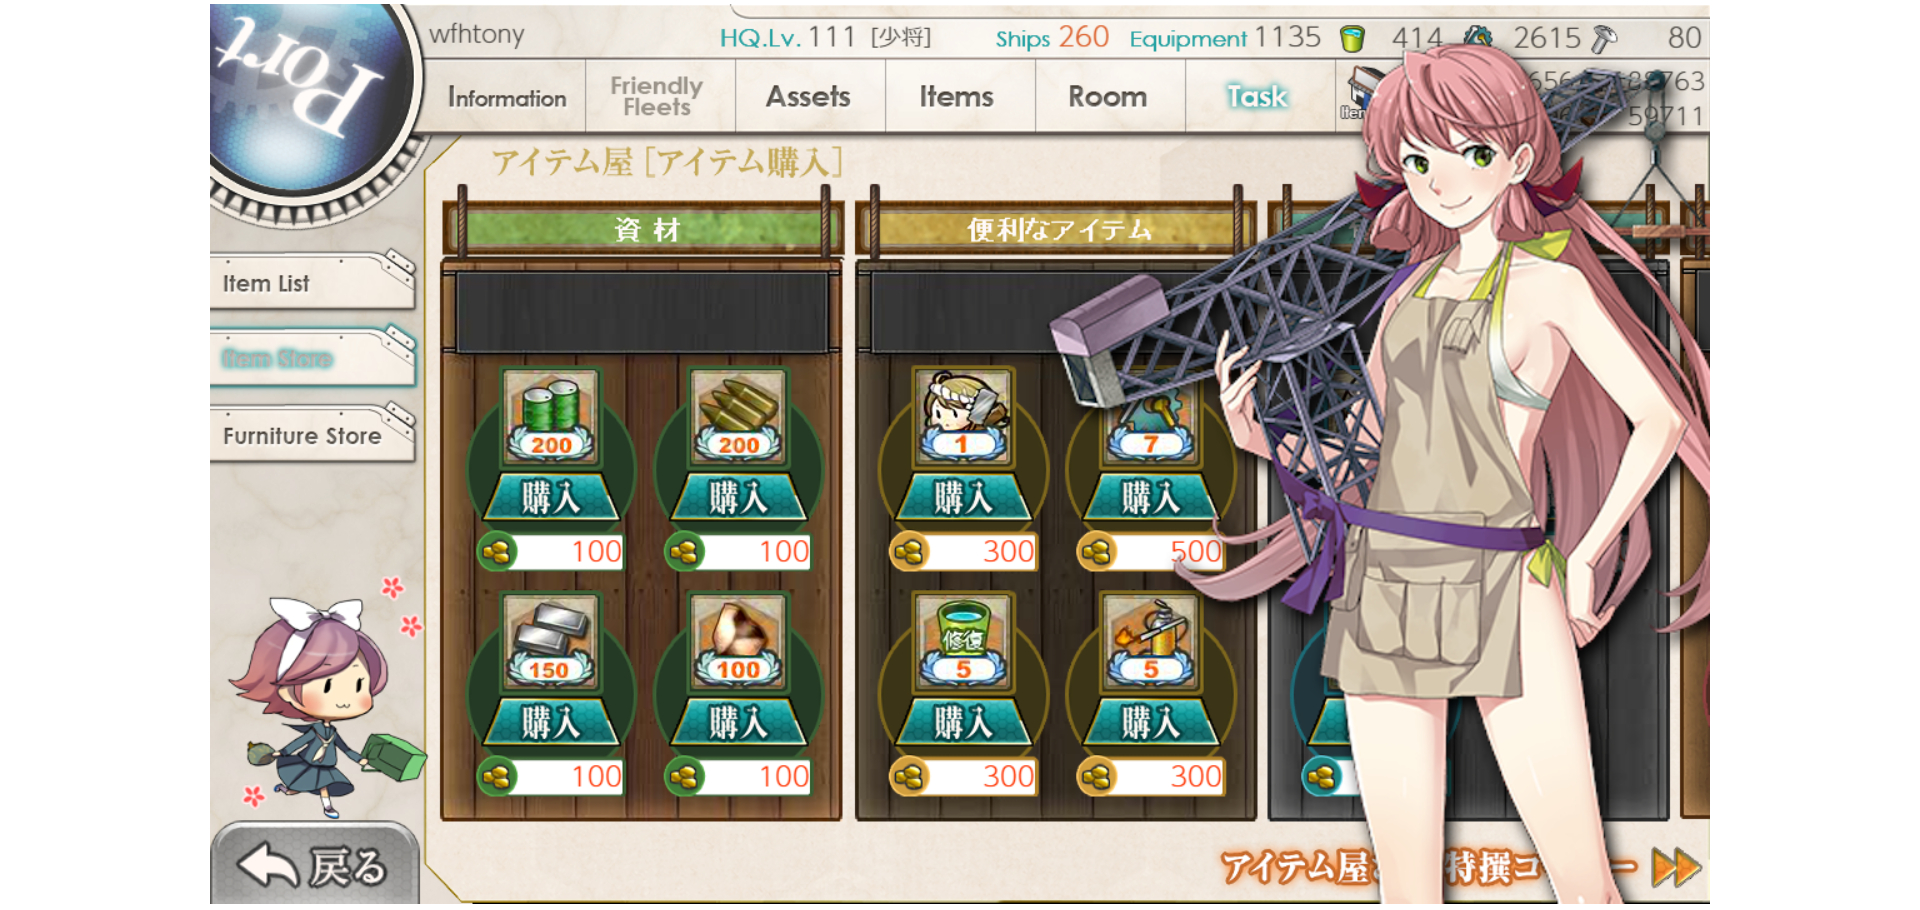 Port
wfhtony
HQ.Lv. 111 [少将]
Ships 260
Equipment 1135
414
2615
80
Information
Friendly Fleets
Assets
Items
Room
Task
59711
アイテム屋 [アイテム購入]
Item List
Item Store
Furniture Store
資材
便利なアイテム
200
200
1
7
購入
購入
購入
購入
100
100
300
500
150
100
修復
5
5
購入
購入
購入
購入
100
100
300
300
戻る
アイテム屋
特撰コ